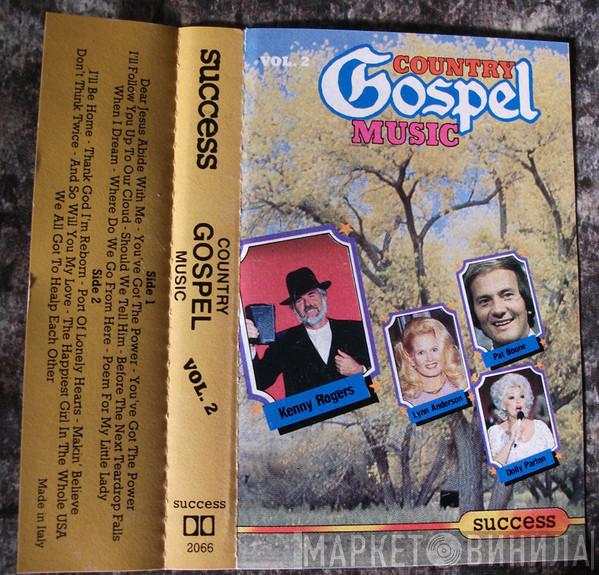 Side 1
Dear Jesus Abide With Me - You've Got The Power - You've Got The Power
I'll Follow You Up To Our Cloud - Should We Tell Him - Before The Next Teardrop Falls
When I Dream - Where Do We Go From Here - Poem For My Little Lady
Side 2
I'll Be Home - Thank God I'm Reborn - Port Of Lonely Hearts - Makin' Believe
Don't Think Twice - And So Will You My Love - The Happiest Girl In The Whole USA
We All Got To Healp Each Other
Made in Italy
success
COUNTRY
GOSPEL
MUSIC
VOL. 2
success
2066
VOL. 2
COUNTRY
Gospel
MUSIC
Kenny Rogers
Lynn Anderson
Pat Boone
Dolly Parton
success
МАРКЕТ ВИНИЛА